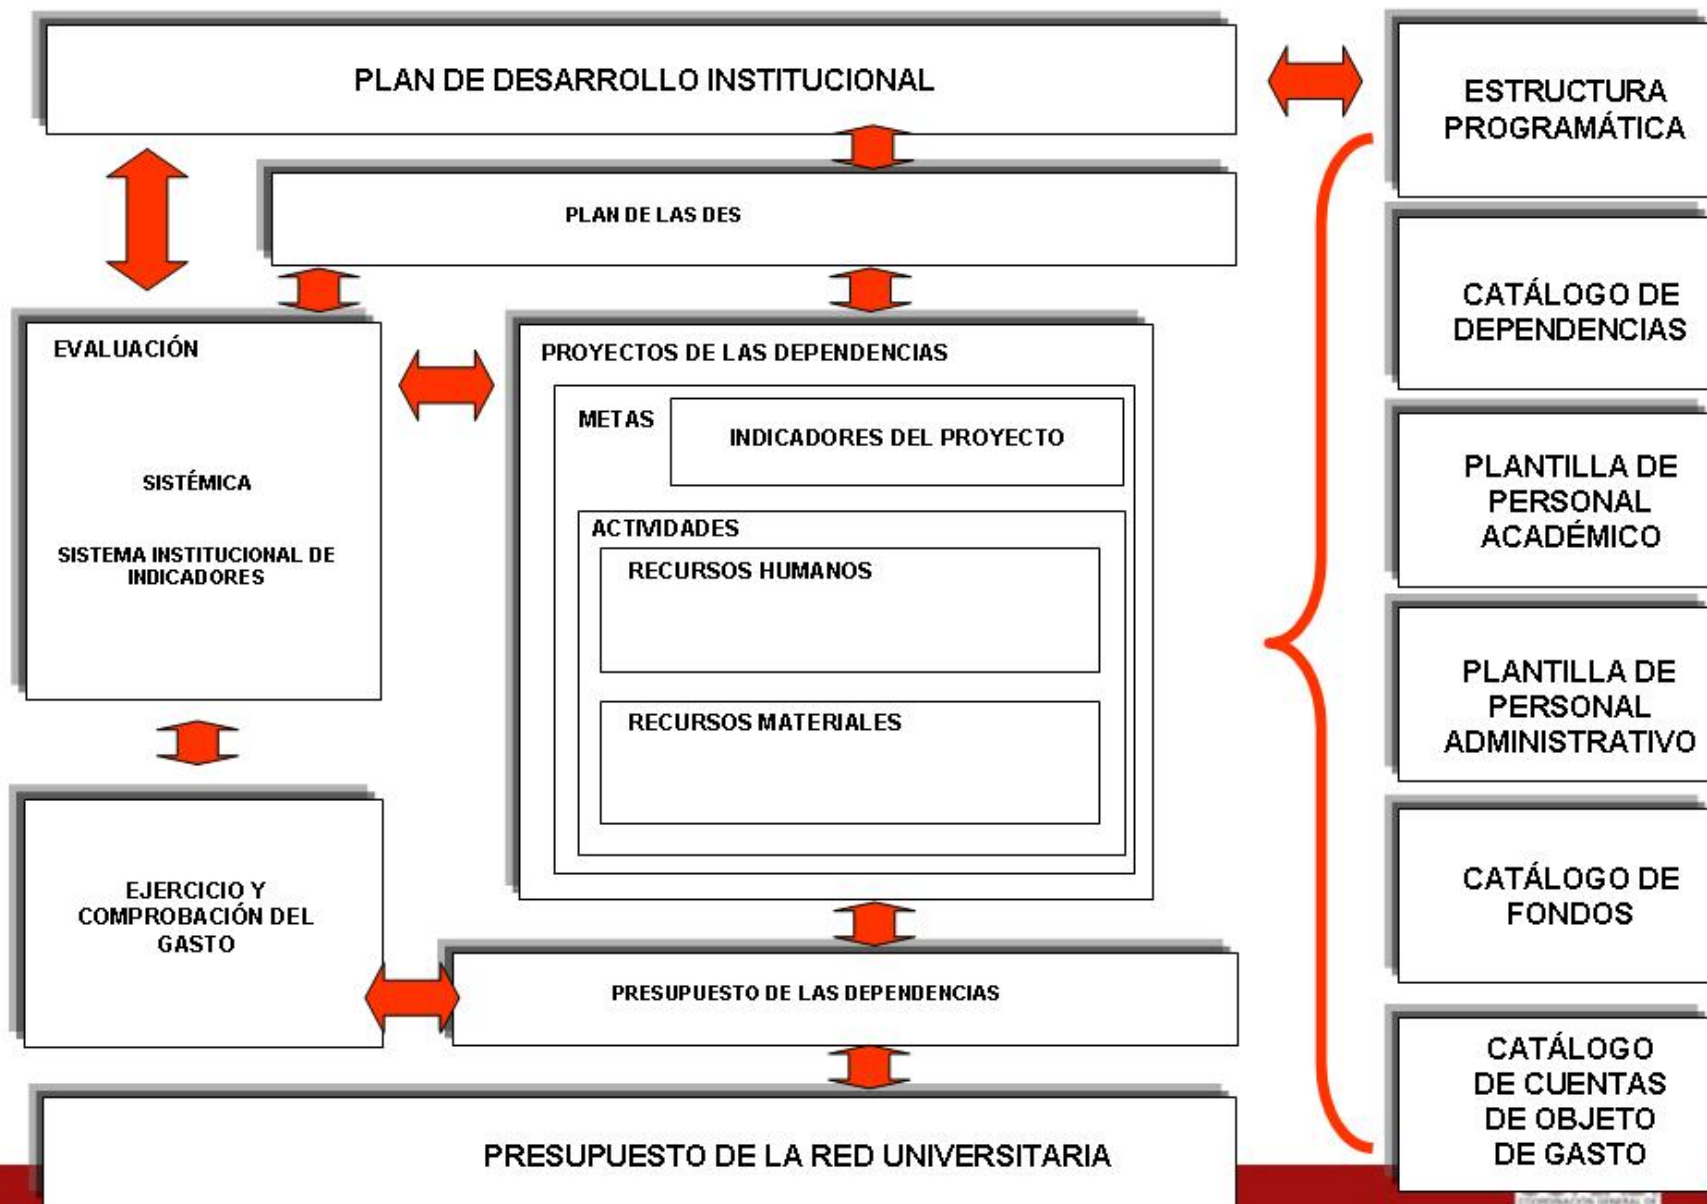 PLAN DE DESARROLLO INSTITUCIONAL
PLAN DE LAS DES
EVALUACIÓN
SISTÉMICA
SISTEMA INSTITUCIONAL DE
INDICADORES
PROYECTOS DE LAS DEPENDENCIAS
METAS
INDICADORES DEL PROYECTO
ACTIVIDADES
RECURSOS HUMANOS
RECURSOS MATERIALES
EJERCICIO Y
COMPROBACIÓN DEL
GASTO
PRESUPUESTO DE LAS DEPENDENCIAS
PRESUPUESTO DE LA RED UNIVERSITARIA
ESTRUCTURA
PROGRAMÁTICA
CATÁLOGO DE
DEPENDENCIAS
PLANTILLA DE
PERSONAL
ACADÉMICO
PLANTILLA DE
PERSONAL
ADMINISTRATIVO
CATÁLOGO DE
FONDOS
CATÁLOGO
DE CUENTAS
DE OBJETO
DE GASTO
COORDINACIÓN GENERAL DE